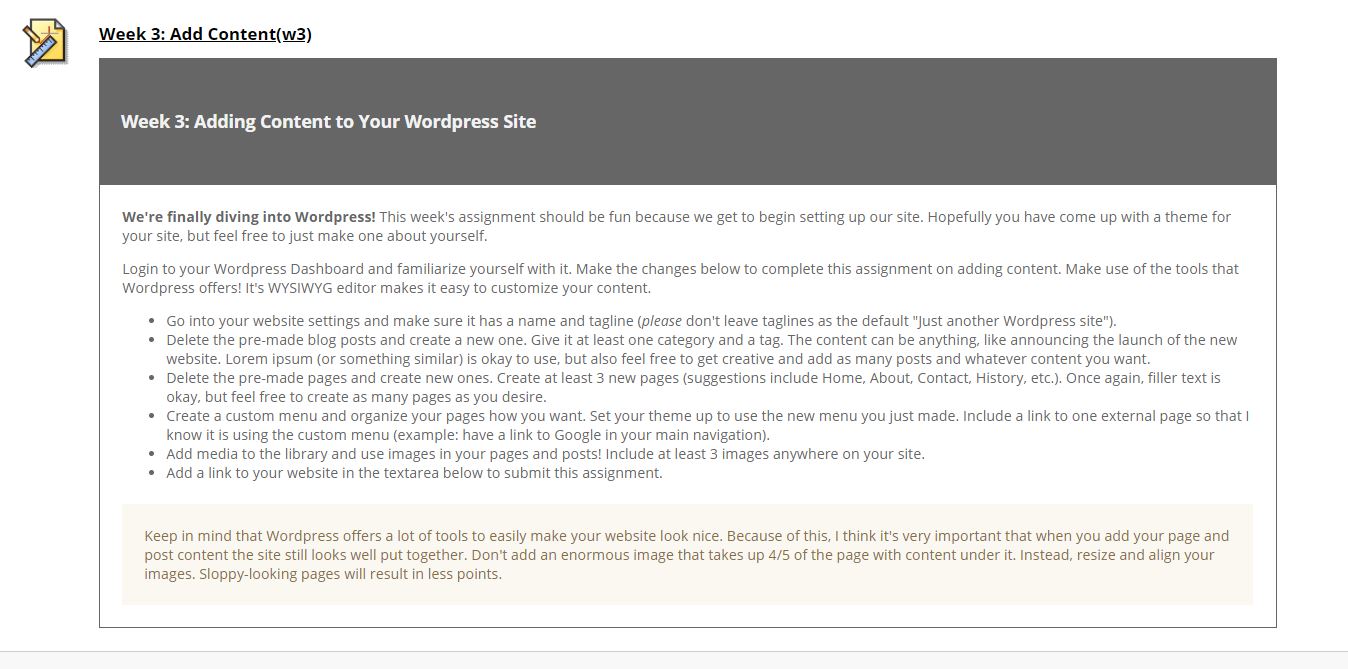 Week 3: Add Content(w3)
Week 3: Adding Content to Your Wordpress Site
We're finally diving into Wordpress! This week's assignment should be fun because we get to begin setting up our site. Hopefully you have come up with a theme for
your site, but feel free to just make one about yourself.
Login to your Wordpress Dashboard and familiarize yourself with it. Make the changes below to complete this assignment on adding content. Make use of the tools that
Wordpress offers! It's WYSIWYG editor makes it easy to customize your content.
• Go into your website settings and make sure it has a name and tagline (please don't leave taglines as the default "Just another Wordpress site").
• Delete the pre-made blog posts and create a new one. Give it at least one category and a tag. The content can be anything, like announcing the launch of the new
website. Lorem ipsum (or something similar) is okay to use, but also feel free to get creative and add as many posts and whatever content you want.
• Delete the pre-made pages and create new ones. Create at least 3 new pages (suggestions include Home, About, Contact, History, etc.). Once again, filler text is
okay, but feel free to create as many pages as you desire.
• Create a custom menu and organize your pages how you want. Set your theme up to use the new menu you just made. Include a link to one external page so that I
know it is using the custom menu (example: have a link to Google in your main navigation).
• Add media to the library and use images in your pages and posts! Include at least 3 images anywhere on your site.
• Add a link to your website in the textarea below to submit this assignment.
Keep in mind that Wordpress offers a lot of tools to easily make your website look nice. Because of this, I think it's very important that when you add your page and
post content the site still looks well put together. Don't add an enormous image that takes up 4/5 of the page with content under it. Instead, resize and align your
images. Sloppy-looking pages will result in less points.